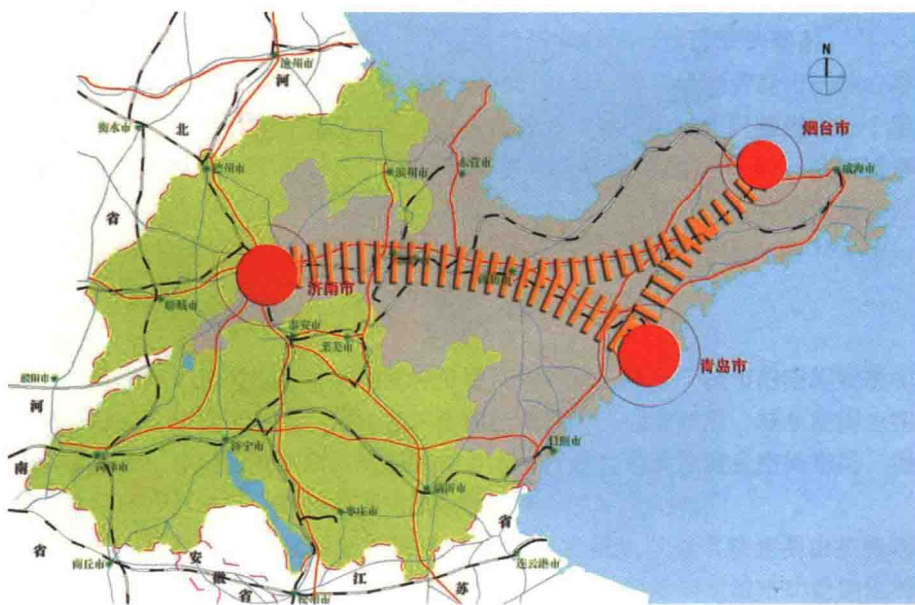 N
沧州市
河
北
省
衡水市
德州市
滨州市
东营市
烟台市
威海市
济南市
聊城市
泰安市
莱芜市
青岛市
濮阳市
河
南
省
济宁市
日照市
临沂市
枣庄市
商丘市
安
徽
省
江
苏
省
徐州市
连云港市